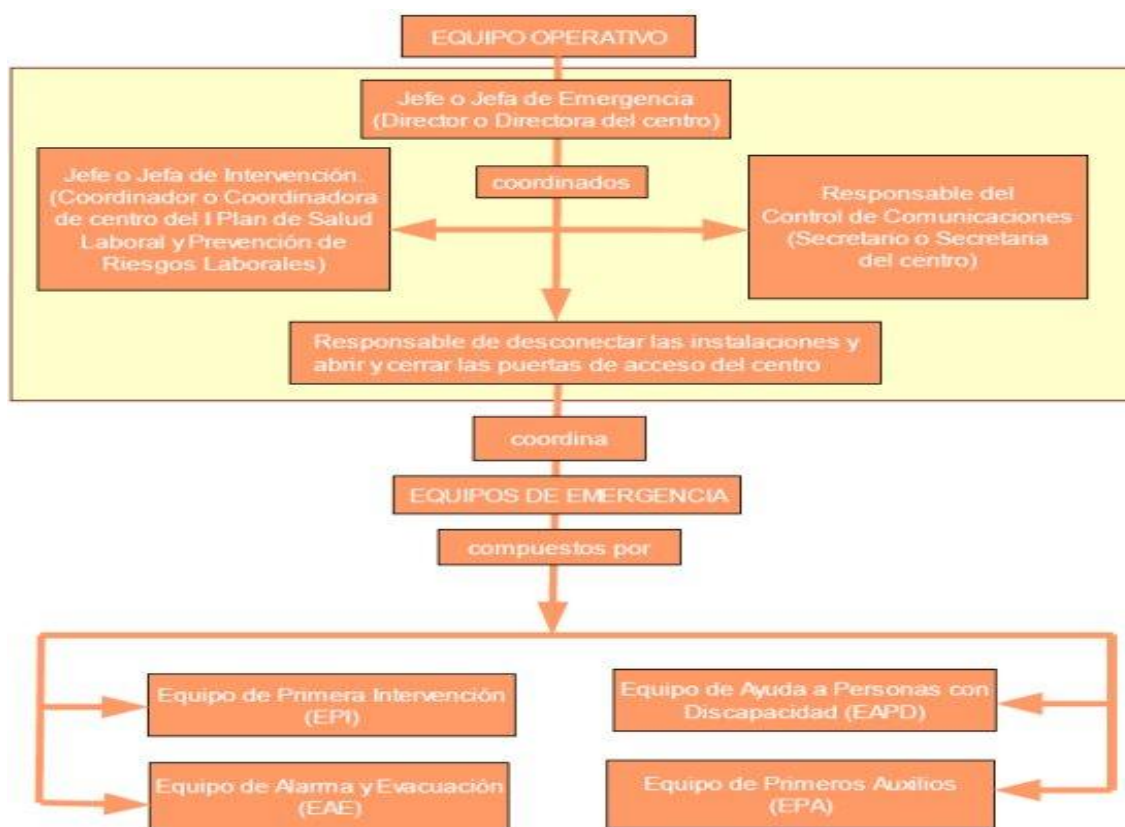 EQUIPO OPERATIVO
Jefe o Jefa de Emergencia
(Director o Directora del centro)
Jefe o Jefa de Intervención.
(Coordinador o Coordinadora
de centro del I Plan de Salud
Laboral y Prevención de
Riesgos Laborales)
coordinados
Responsable del
Control de Comunicaciones
(Secretario o Secretaria
del centro)
Responsable de desconectar las instalaciones y
abrir y cerrar las puertas de acceso del centro
coordina
EQUIPOS DE EMERGENCIA
compuestos por
Equipo de Primera Intervención
(EPI)
Equipo de Ayuda a Personas con
Discapacidad (EAPD)
Equipo de Alarma y Evacuación
(EAE)
Equipo de Primeros Auxilios
(EPA)